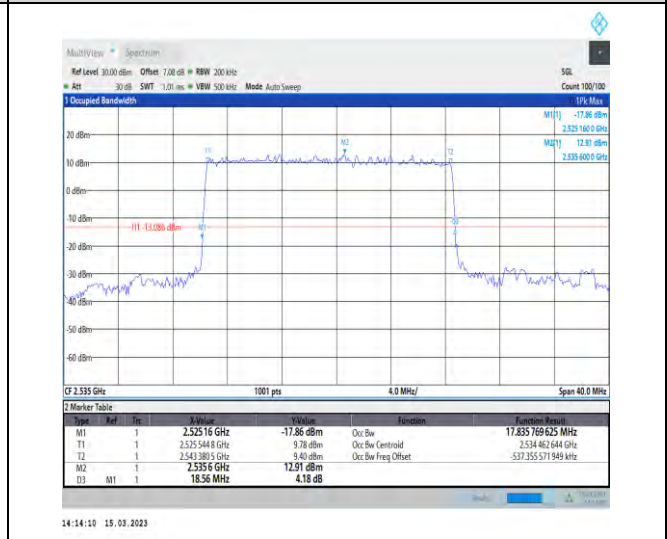 MultiView Spectrum
Ref Level 30.00 dBm Offset 7.08 dB RBW 200 kHz SGL
Att 30 dB SWT 1.01 ms VBW 500 kHz Mode Auto Sweep Count 100/100
1 Occupied Bandwidth 1Pk Max
M1[1] -17.86 dBm
2.525 160 0 GHz
M2[1] 12.91 dBm
2.535 600 0 GHz
20 dBm
T1 M2 T2
10 dBm
0 dBm
-10 dBm
H1 -13.086 dBm M1 D3
-20 dBm
-30 dBm
-40 dBm
-50 dBm
-60 dBm
CF 2.535 GHz 1001 pts 4.0 MHz/ Span 40.0 MHz
2 Marker Table
Type Ref Trc X-Value Y-Value Function Function Result
M1 1 2.52516 GHz -17.86 dBm Occ Bw 17.835 769 625 MHz
T1 1 2.525 544 8 GHz 9.78 dBm Occ Bw Centroid 2.534 462 644 GHz
T2 1 2.543 380 5 GHz 9.40 dBm Occ Bw Freq Offset -537.355 571 949 kHz
M2 1 2.5356 GHz 12.91 dBm
D3 M1 1 18.56 MHz 4.18 dB
14:14:10 15.03.2023